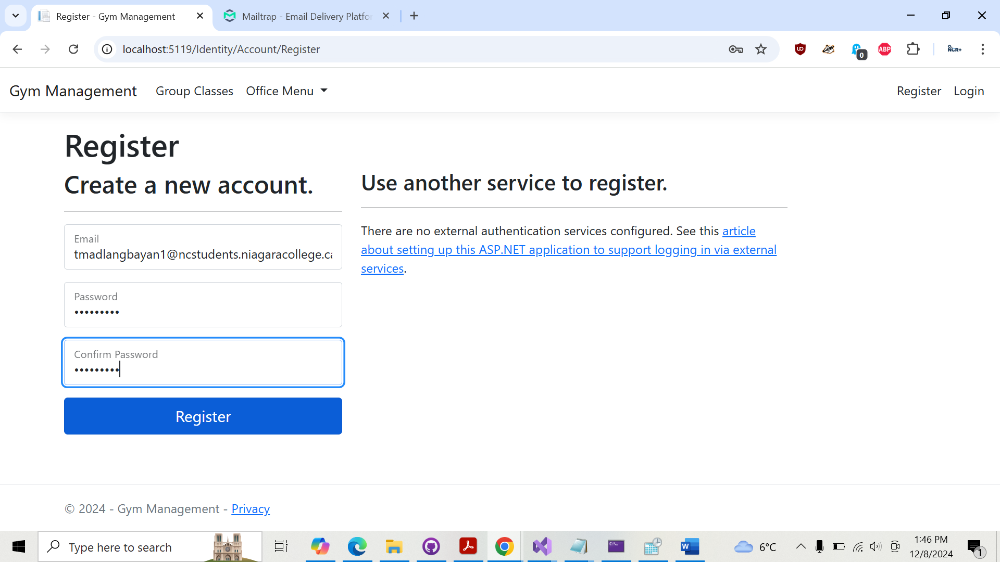 Register - Gym Management
Mailtrap - Email Delivery Platfor
localhost:5119/Identity/Account/Register
0
ABP
NCR+
Gym Management
Group Classes
Office Menu
Register
Login
Register
Create a new account.
Email
tmadlangbayan1@ncstudents.niagaracollege.ca
Password
•••••••••
Confirm Password
•••••••••
Register
Use another service to register.
There are no external authentication services configured. See this article
about setting up this ASP.NET application to support logging in via external
services.
© 2024 - Gym Management - Privacy
Type here to search
6°C
1:46 PM
12/8/2024
1